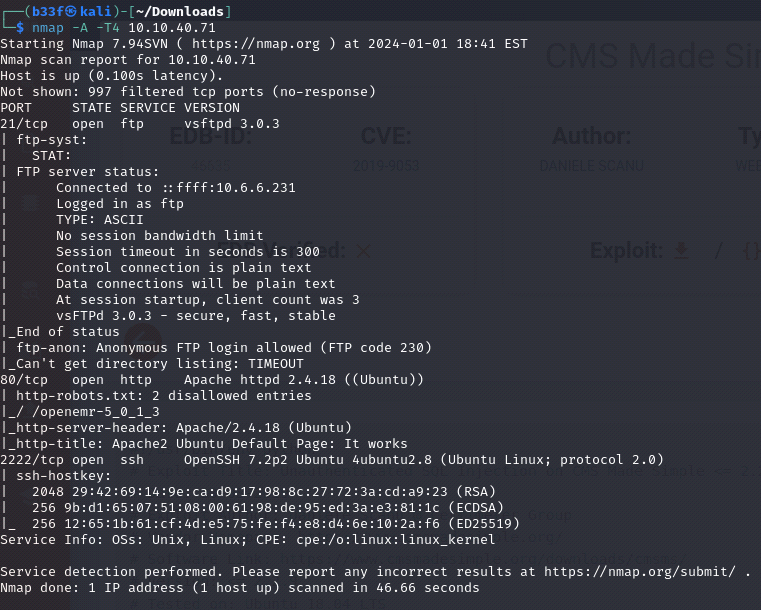 ┌──(b33f㉿kali)-[~/Downloads]
└─$ nmap -A -T4 10.10.40.71
Starting Nmap 7.94SVN ( https://nmap.org ) at 2024-01-01 18:41 EST
Nmap scan report for 10.10.40.71
Host is up (0.100s latency).
Not shown: 997 filtered tcp ports (no-response)
PORT     STATE SERVICE VERSION
21/tcp   open  ftp     vsftpd 3.0.3
| ftp-syst:
|   STAT:
| FTP server status:
|      Connected to ::ffff:10.6.6.231
|      Logged in as ftp
|      TYPE: ASCII
|      No session bandwidth limit
|      Session timeout in seconds is 300
|      Control connection is plain text
|      Data connections will be plain text
|      At session startup, client count was 3
|      vsFTPd 3.0.3 - secure, fast, stable
|_End of status
| ftp-anon: Anonymous FTP login allowed (FTP code 230)
|_Can't get directory listing: TIMEOUT
80/tcp   open  http    Apache httpd 2.4.18 ((Ubuntu))
| http-robots.txt: 2 disallowed entries
|_/ /openemr-5_0_1_3
|_http-server-header: Apache/2.4.18 (Ubuntu)
|_http-title: Apache2 Ubuntu Default Page: It works
2222/tcp open  ssh     OpenSSH 7.2p2 Ubuntu 4ubuntu2.8 (Ubuntu Linux; protocol 2.0)
| ssh-hostkey:
|   2048 29:42:69:14:9e:ca:d9:17:98:8c:27:72:3a:cd:a9:23 (RSA)
|   256 9b:d1:65:07:51:08:00:61:98:de:95:ed:3a:e3:81:1c (ECDSA)
|_  256 12:65:1b:61:cf:4d:e5:75:fe:f4:e8:d4:6e:10:2a:f6 (ED25519)
Service Info: OSs: Unix, Linux; CPE: cpe:/o:linux:linux_kernel

Service detection performed. Please report any incorrect results at https://nmap.org/submit/ .
Nmap done: 1 IP address (1 host up) scanned in 46.66 seconds
CMS Made Si
EDB-ID:
CVE:
2019-9053
Author:
DANIELE SCANU
Verified:
Exploit:
/ {}